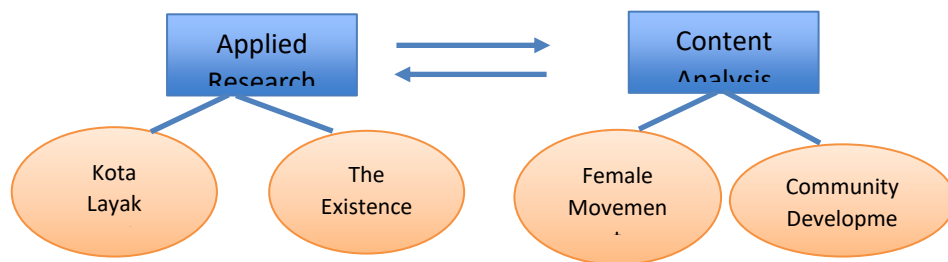 Applied
Research
Content
Analysis
Kota
Layak
The
Existence
Female
Movemen
t
Community
Developme